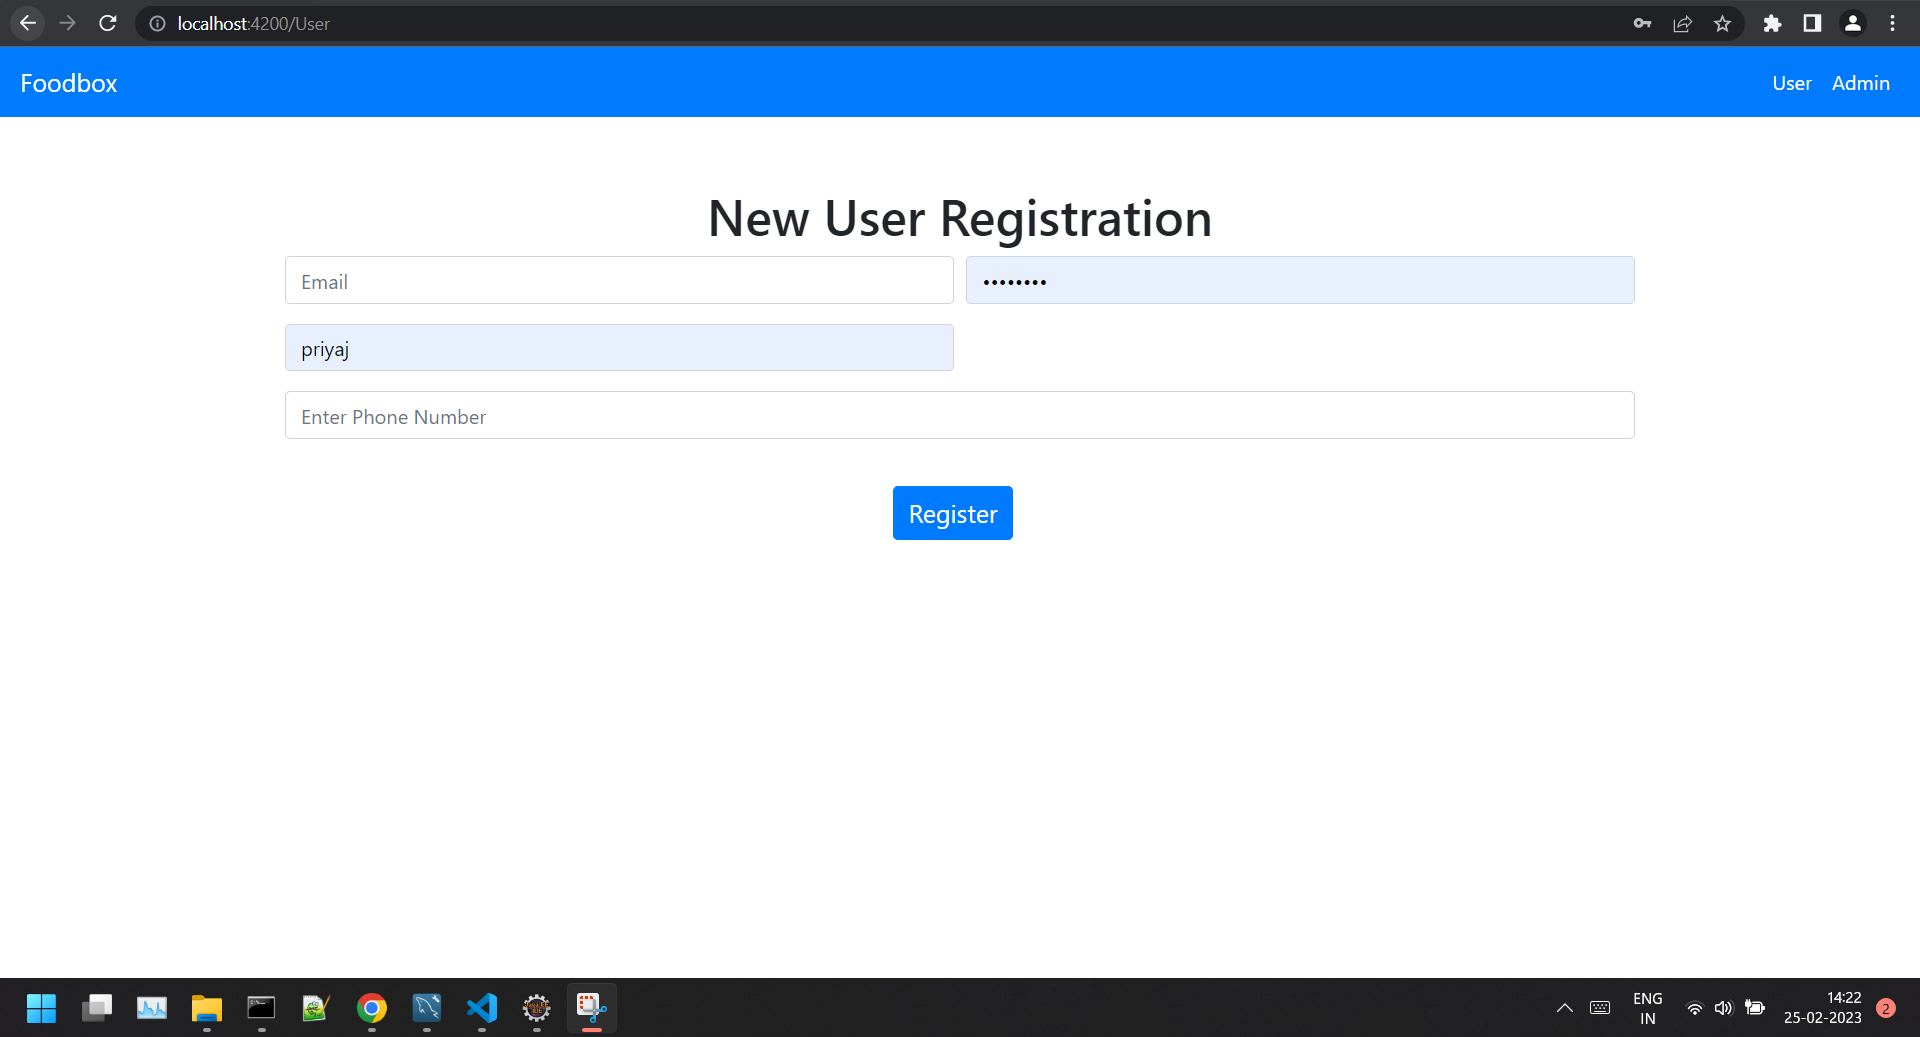 localhost:4200/User
Foodbox
User Admin
New User Registration
Email
••••••••
priyaj
Enter Phone Number
Register
ENG
IN
14:22
25-02-2023
2